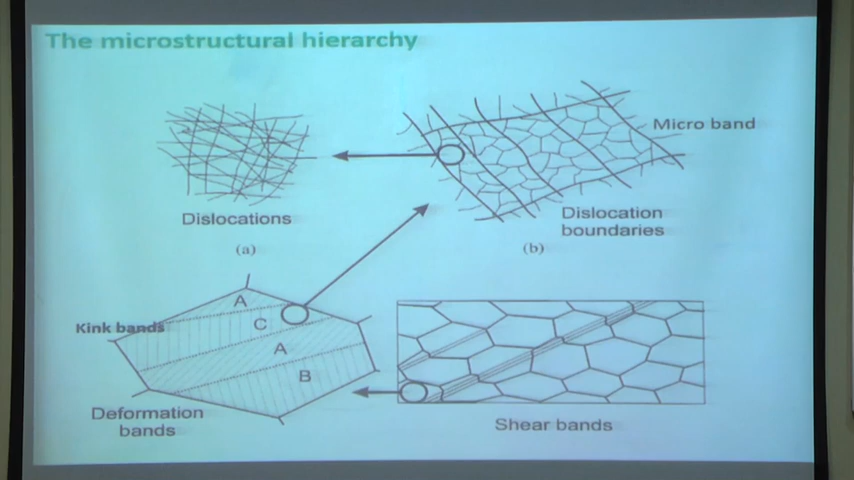 The microstructural hierarchy
Micro band
Dislocations
(a)
Dislocation
boundaries
(b)
A
C
Kink bands
A
B
Deformation
bands
Shear bands